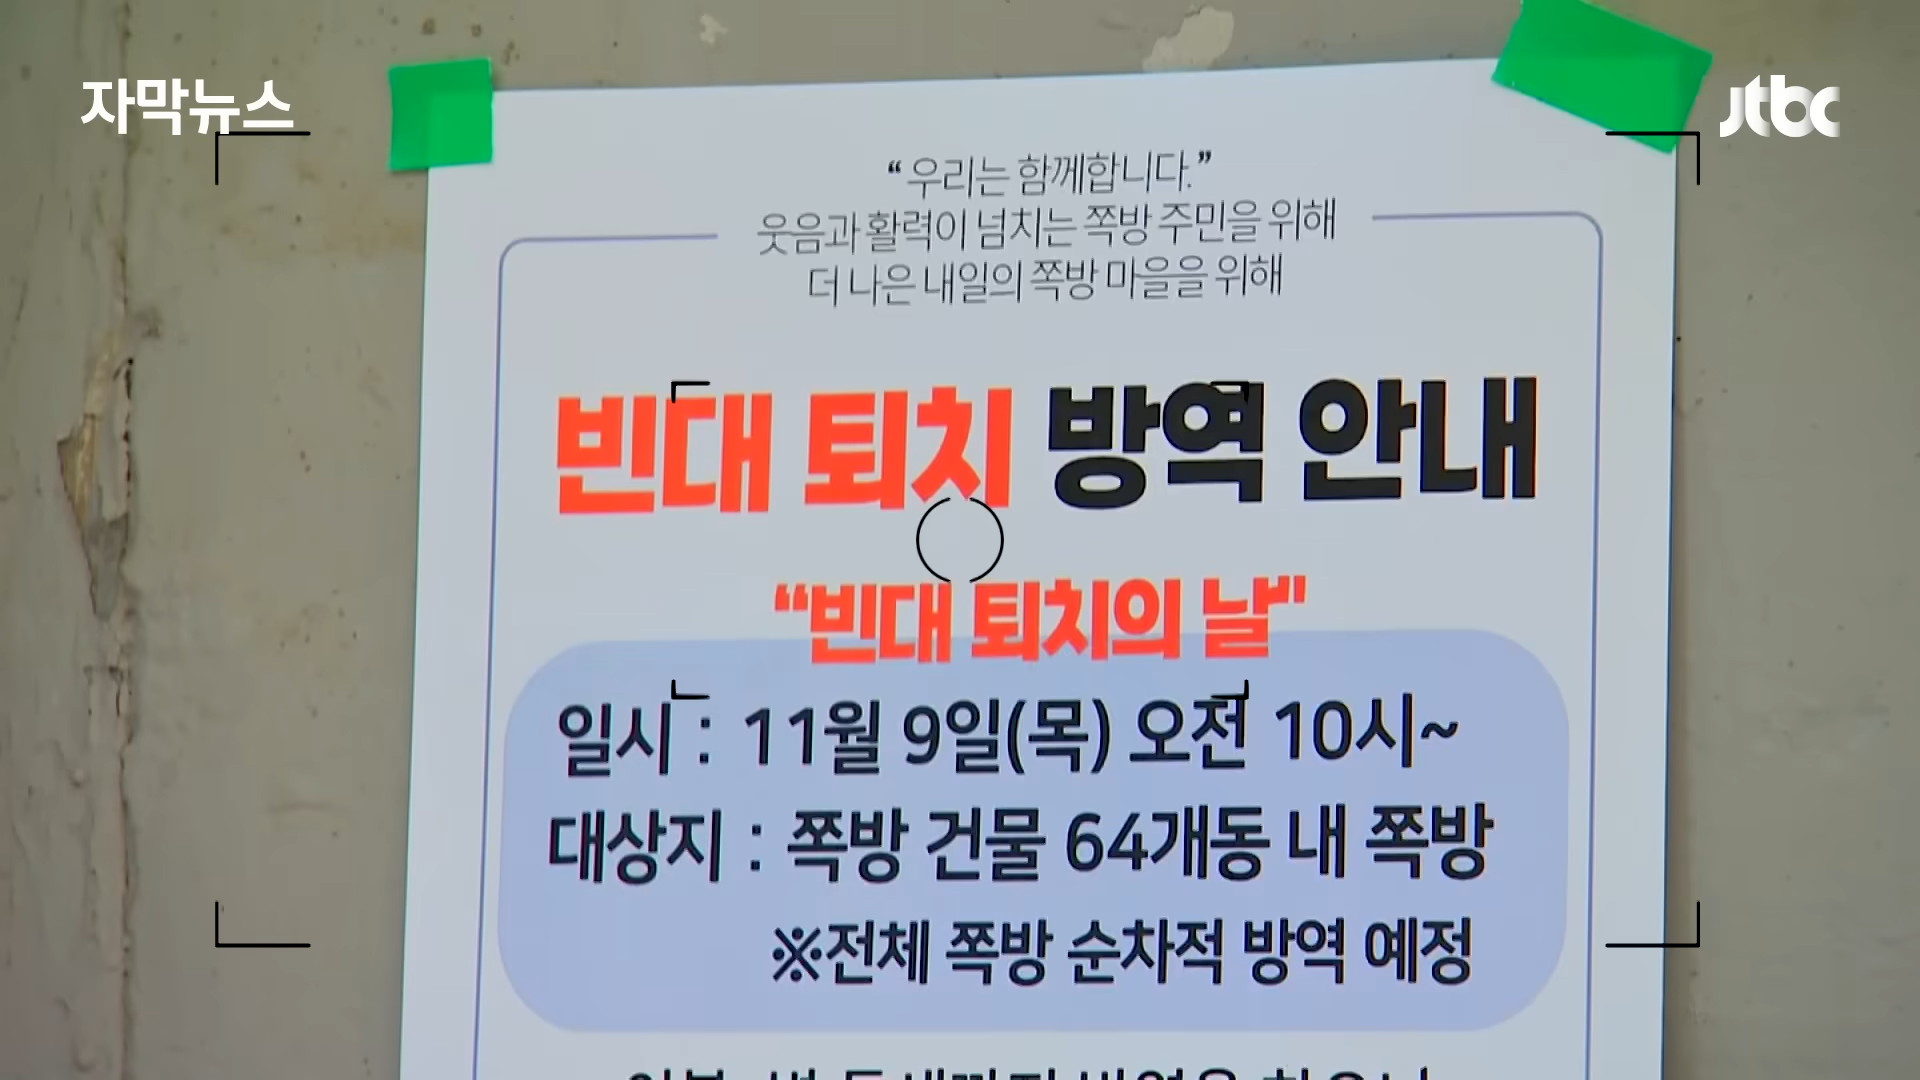 자막뉴스
jtbc
“우리는 함께합니다.”
웃음과 활력이 넘치는 쪽방 주민을 위해
더 나은 내일의 쪽방 마을을 위해
빈대 퇴치 방역 안내
“빈대 퇴치의 날"
일시 : 11월 9일(목) 오전 10시~
대상지 : 쪽방 건물 64개동 내 쪽방
※전체 쪽방 순차적 방역 예정